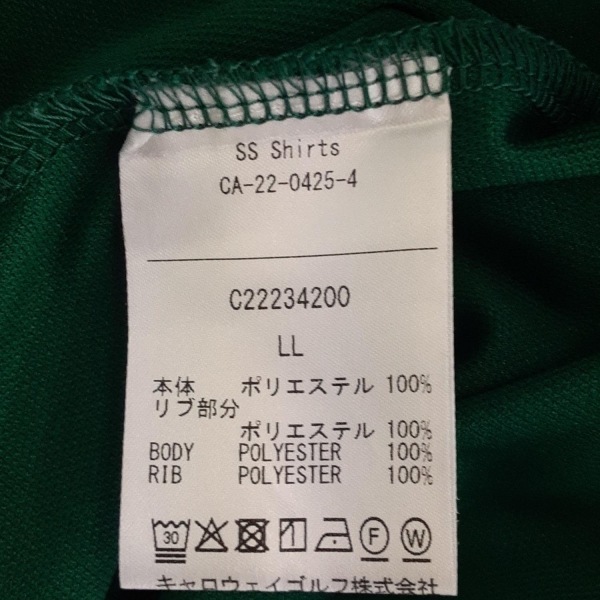 SS Shirts
CA-22-0425-4
C22234200
LL
本体 ポリエステル 100%
リブ部分
ポリエステル 100%
BODY POLYESTER 100%
RIB POLYESTER 100%
30 F W
キャロウェイゴルフ株式会社